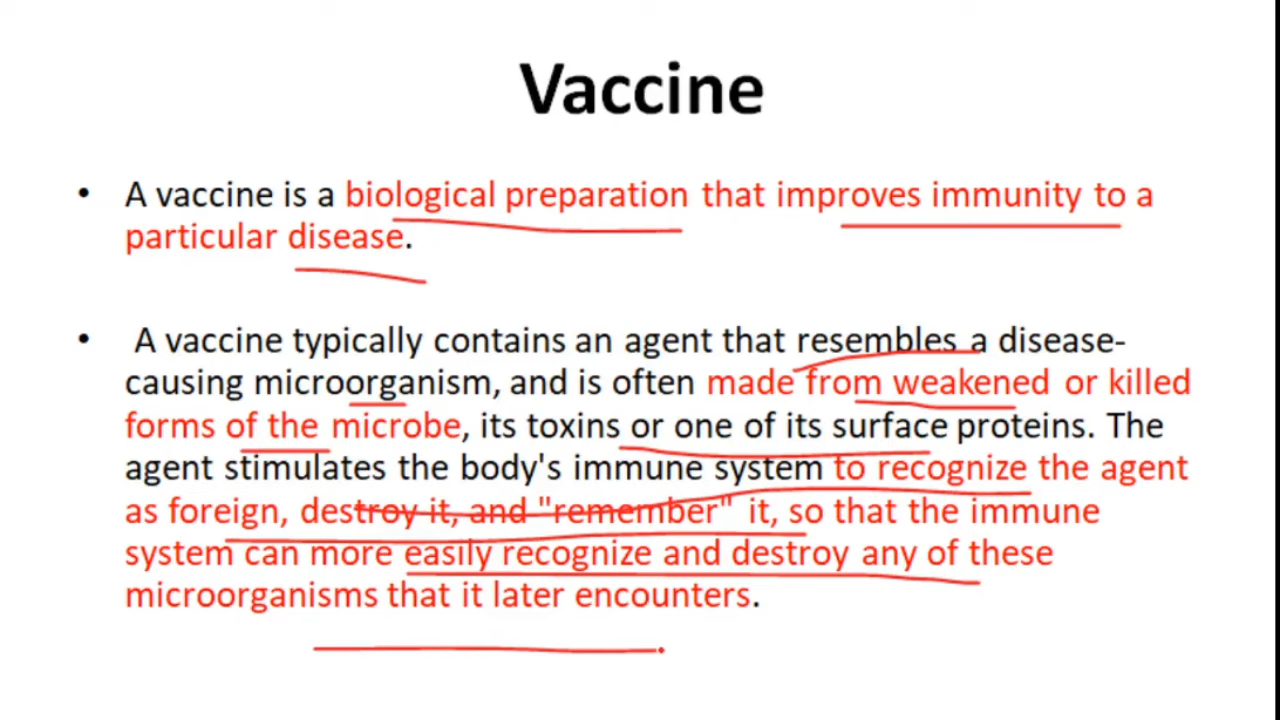 Vaccine
• A vaccine is a biological preparation that improves immunity to a
particular disease.
• A vaccine typically contains an agent that resembles a disease-
causing microorganism, and is often made from weakened or killed
forms of the microbe, its toxins or one of its surface proteins. The
agent stimulates the body's immune system to recognize the agent
as foreign, destroy it, and "remember" it, so that the immune
system can more easily recognize and destroy any of these
microorganisms that it later encounters.